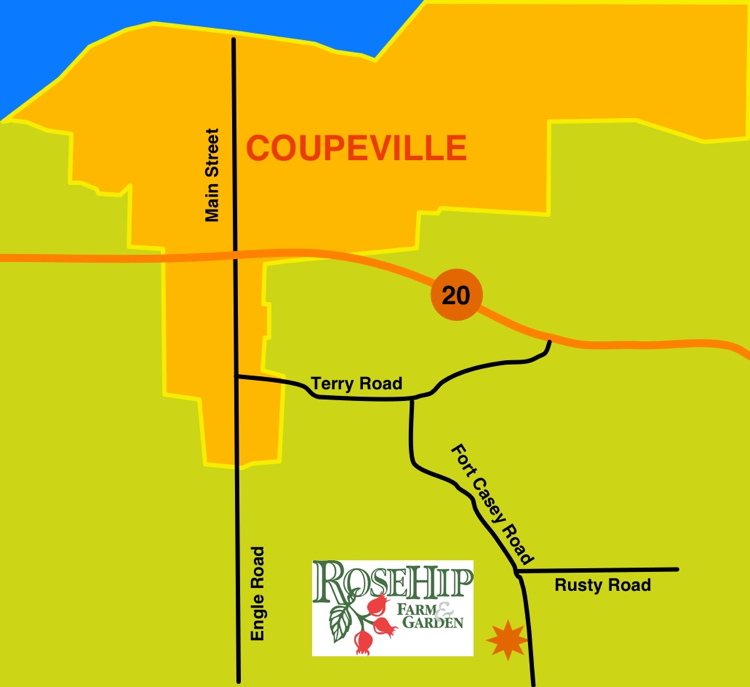 COUPEVILLE
Main Street
20
Terry Road
Fort Casey Road
Rusty Road
Engle Road
ROSEHIP
FARM &
GARDEN